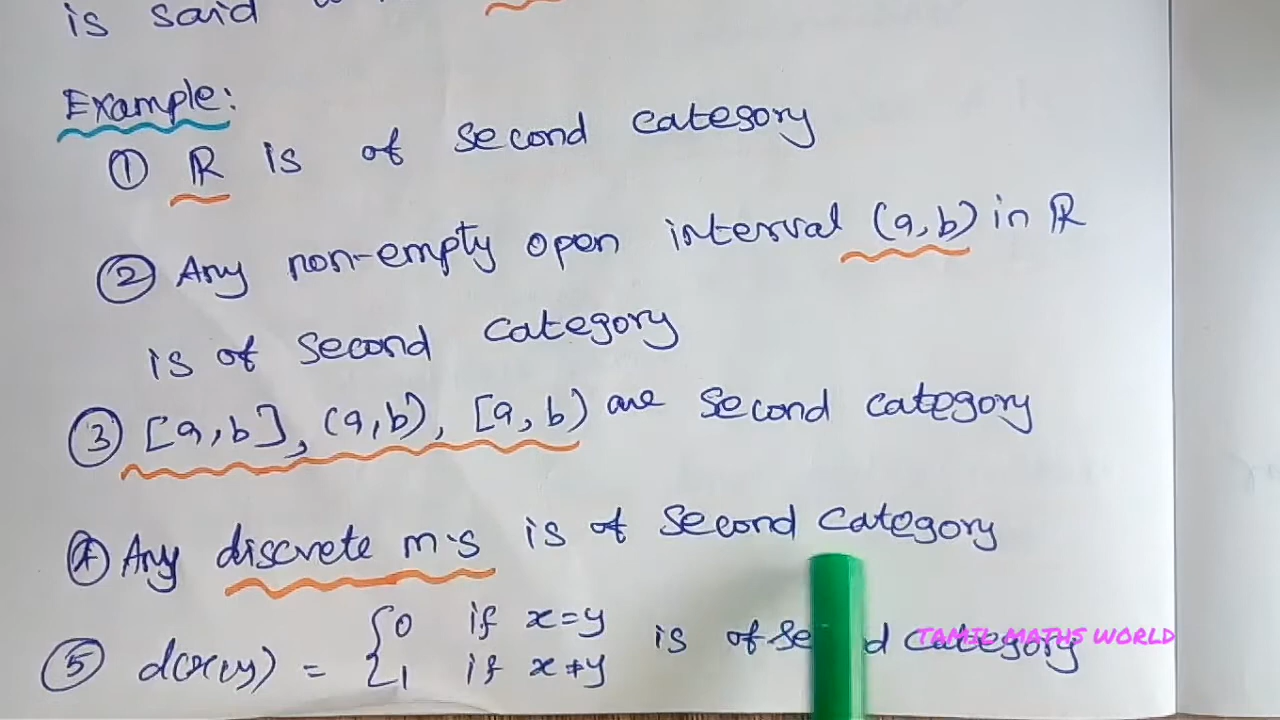 is said
Example:
① ℝ is of second category
② Any non-empty open interval (a,b) in ℝ
is of second category
③ [a,b], (a,b), [a,b) are second category
④ Any discrete m.s is of second category
⑤ d(x,y) = { 0 if x=y
1 if x≠y
is of category
TAMIL MATHS WORLD